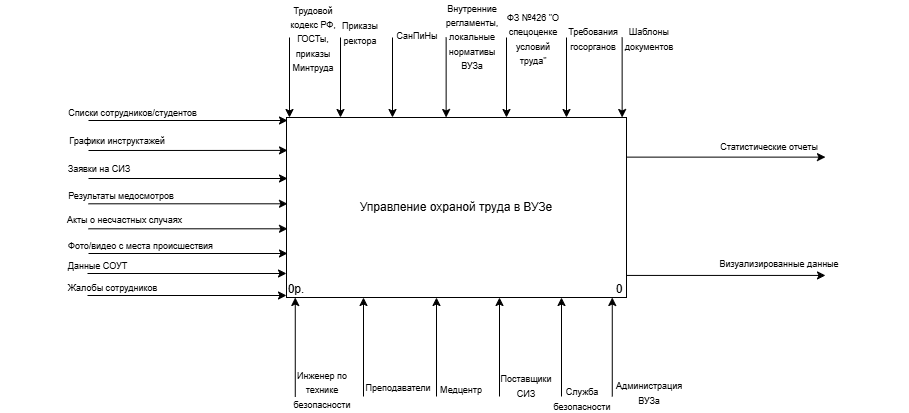 Трудовой
кодекс РФ,
ГОСТы,
приказы
Минтруда
Приказы
ректора
СанПиНы
Внутренние
регламенты,
локальные
нормативы
ВУЗа
ФЗ №426 "О
спецоценке
условий
труда"
Требования
госорганов
Шаблоны
документов
Списки сотрудников/студентов
Графики инструктажей
Заявки на СИЗ
Результаты медосмотров
Акты о несчастных случаях
Фото/видео с места происшествия
Данные СОУТ
Жалобы сотрудников
Управление охраной труда в ВУЗе
0р.
0
Статистические отчеты
Визуализированные данные
Инженер по
технике
безопасности
Преподаватели
Медцентр
Поставщики
СИЗ
Служба
безопасности
Администрация
ВУЗа